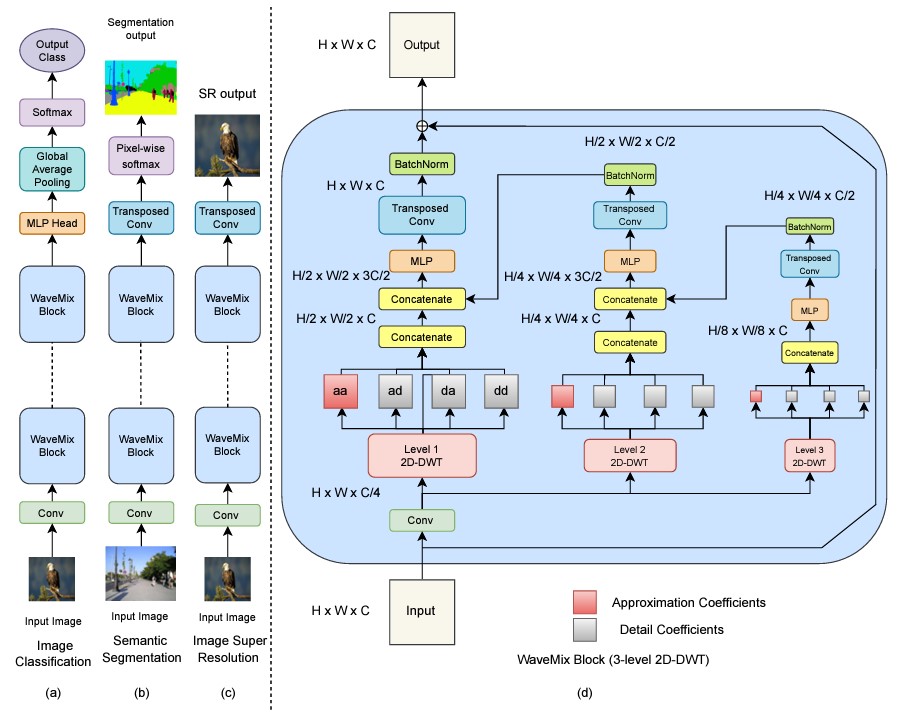 Output
Class
Softmax
Global
Average
Pooling
MLP Head
WaveMix
Block
WaveMix
Block
Conv
Input Image
Image
Classification
(a)
Segmentation
output
Pixel-wise
softmax
Transposed
Conv
WaveMix
Block
WaveMix
Block
Conv
Input Image
Semantic
Segmentation
(b)
SR output
Transposed
Conv
WaveMix
Block
WaveMix
Block
Conv
Input Image
Image Super
Resolution
(c)
H x W x C
Output
BatchNorm
H x W x C
Transposed
Conv
MLP
H/2 x W/2 x 3C/2
Concatenate
H/2 x W/2 x C
Concatenate
aa
ad
da
dd
Level 1
2D-DWT
H x W x C/4
Conv
H x W x C
Input
H/2 x W/2 x C/2
BatchNorm
Transposed
Conv
MLP
H/4 x W/4 x 3C/2
Concatenate
H/4 x W/4 x C
Concatenate
Level 2
2D-DWT
H/4 x W/4 x C/2
BatchNorm
Transposed
Conv
MLP
H/8 x W/8 x C
Concatenate
Level 3
2D-DWT
Approximation Coefficients
Detail Coefficients
WaveMix Block (3-level 2D-DWT)
(d)